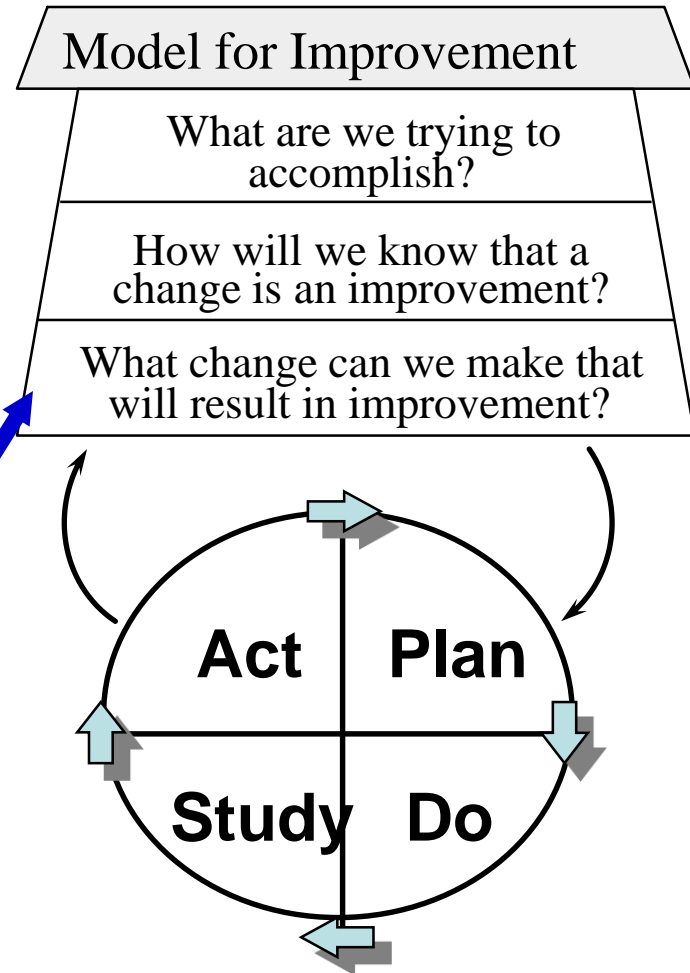 Model for Improvement
What are we trying to
accomplish?
How will we know that a
change is an improvement?
What change can we make that
will result in improvement?
Act Plan
Study Do